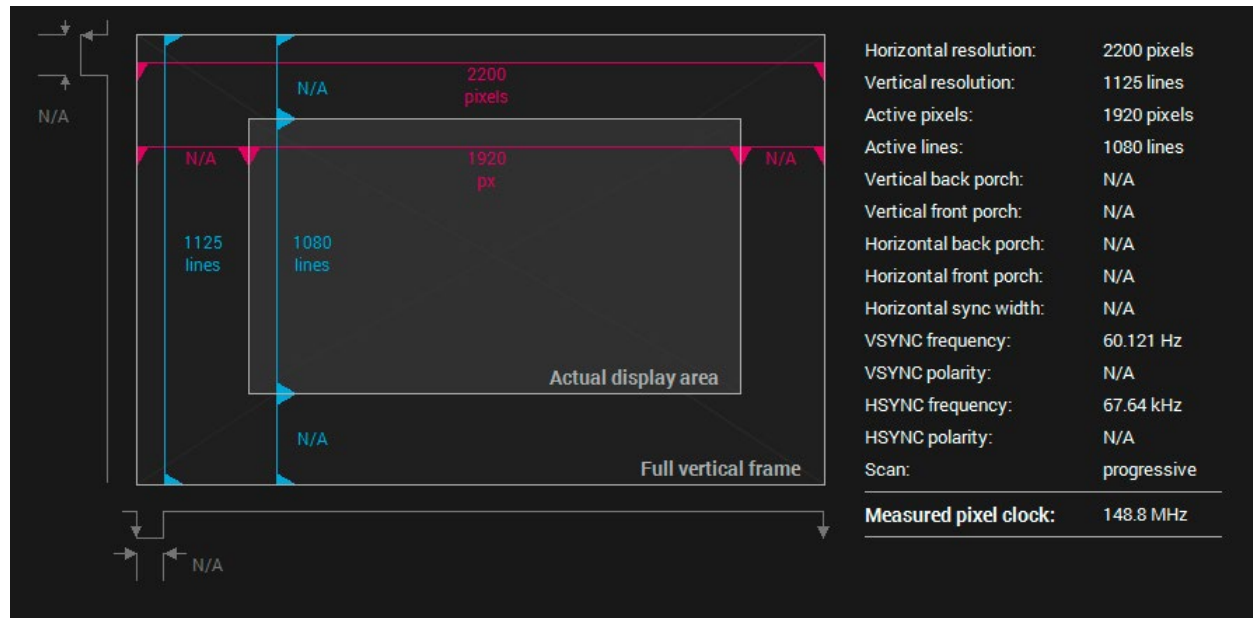 N/A
2200
pixels
N/A
N/A
1920
px
N/A
1125
lines
1080
lines
Actual display area
N/A
Full vertical frame
N/A
Horizontal resolution: 2200 pixels
Vertical resolution: 1125 lines
Active pixels: 1920 pixels
Active lines: 1080 lines
Vertical back porch: N/A
Vertical front porch: N/A
Horizontal back porch: N/A
Horizontal front porch: N/A
Horizontal sync width: N/A
VSYNC frequency: 60.121 Hz
VSYNC polarity: N/A
HSYNC frequency: 67.64 kHz
HSYNC polarity: N/A
Scan: progressive
Measured pixel clock: 148.8 MHz